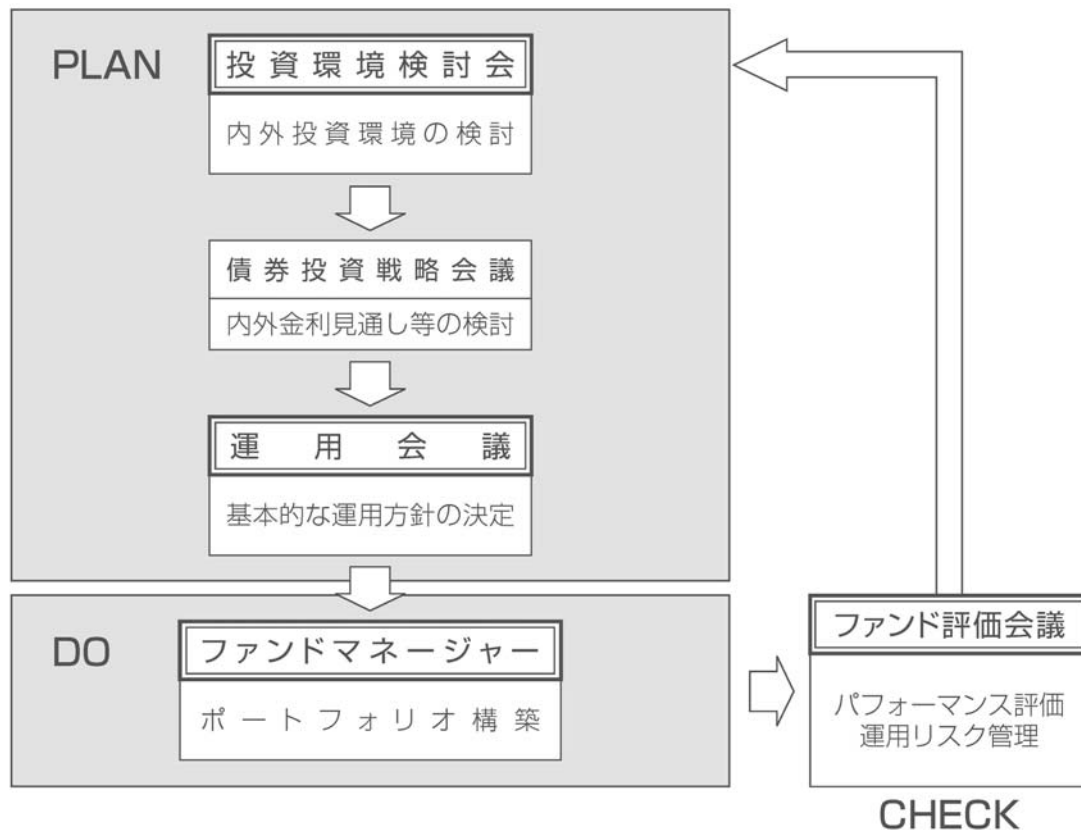 PLAN
投資環境検討会
内外投資環境の検討
債券投資戦略会議
内外金利見通し等の検討
運用会議
基本的な運用方針の決定
DO
ファンドマネージャー
ポートフォリオ構築
ファンド評価会議
パフォーマンス評価
運用リスク管理
CHECK